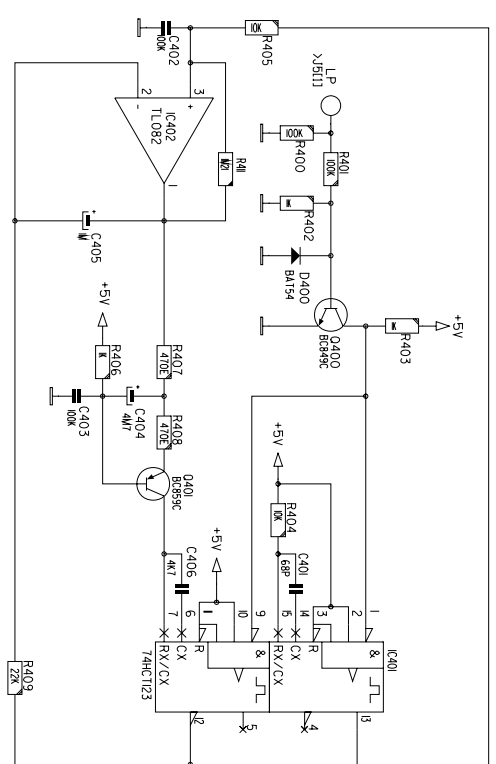 R405
10K
C402
100K
2
3
-
+
IC402
TL082
1
R411
1M21
C405
1M
+5V
R406
1K
C403
100K
R407
470E
C404
4M7
R408
470E
Q401
BC859C
LP
>J5[1]
R400
100K
R401
100K
R402
1K
D400
BAT54
Q400
BC849C
R403
1K
+5V
+5V
R404
10K
C401
68P
1
2
3
14
15
&
R
CX
RX/CX
IC401
13
4
+5V
C406
4K7
9
10
11
6
7
&
R
CX
RX/CX
74HCT123
5
12
R409
22K